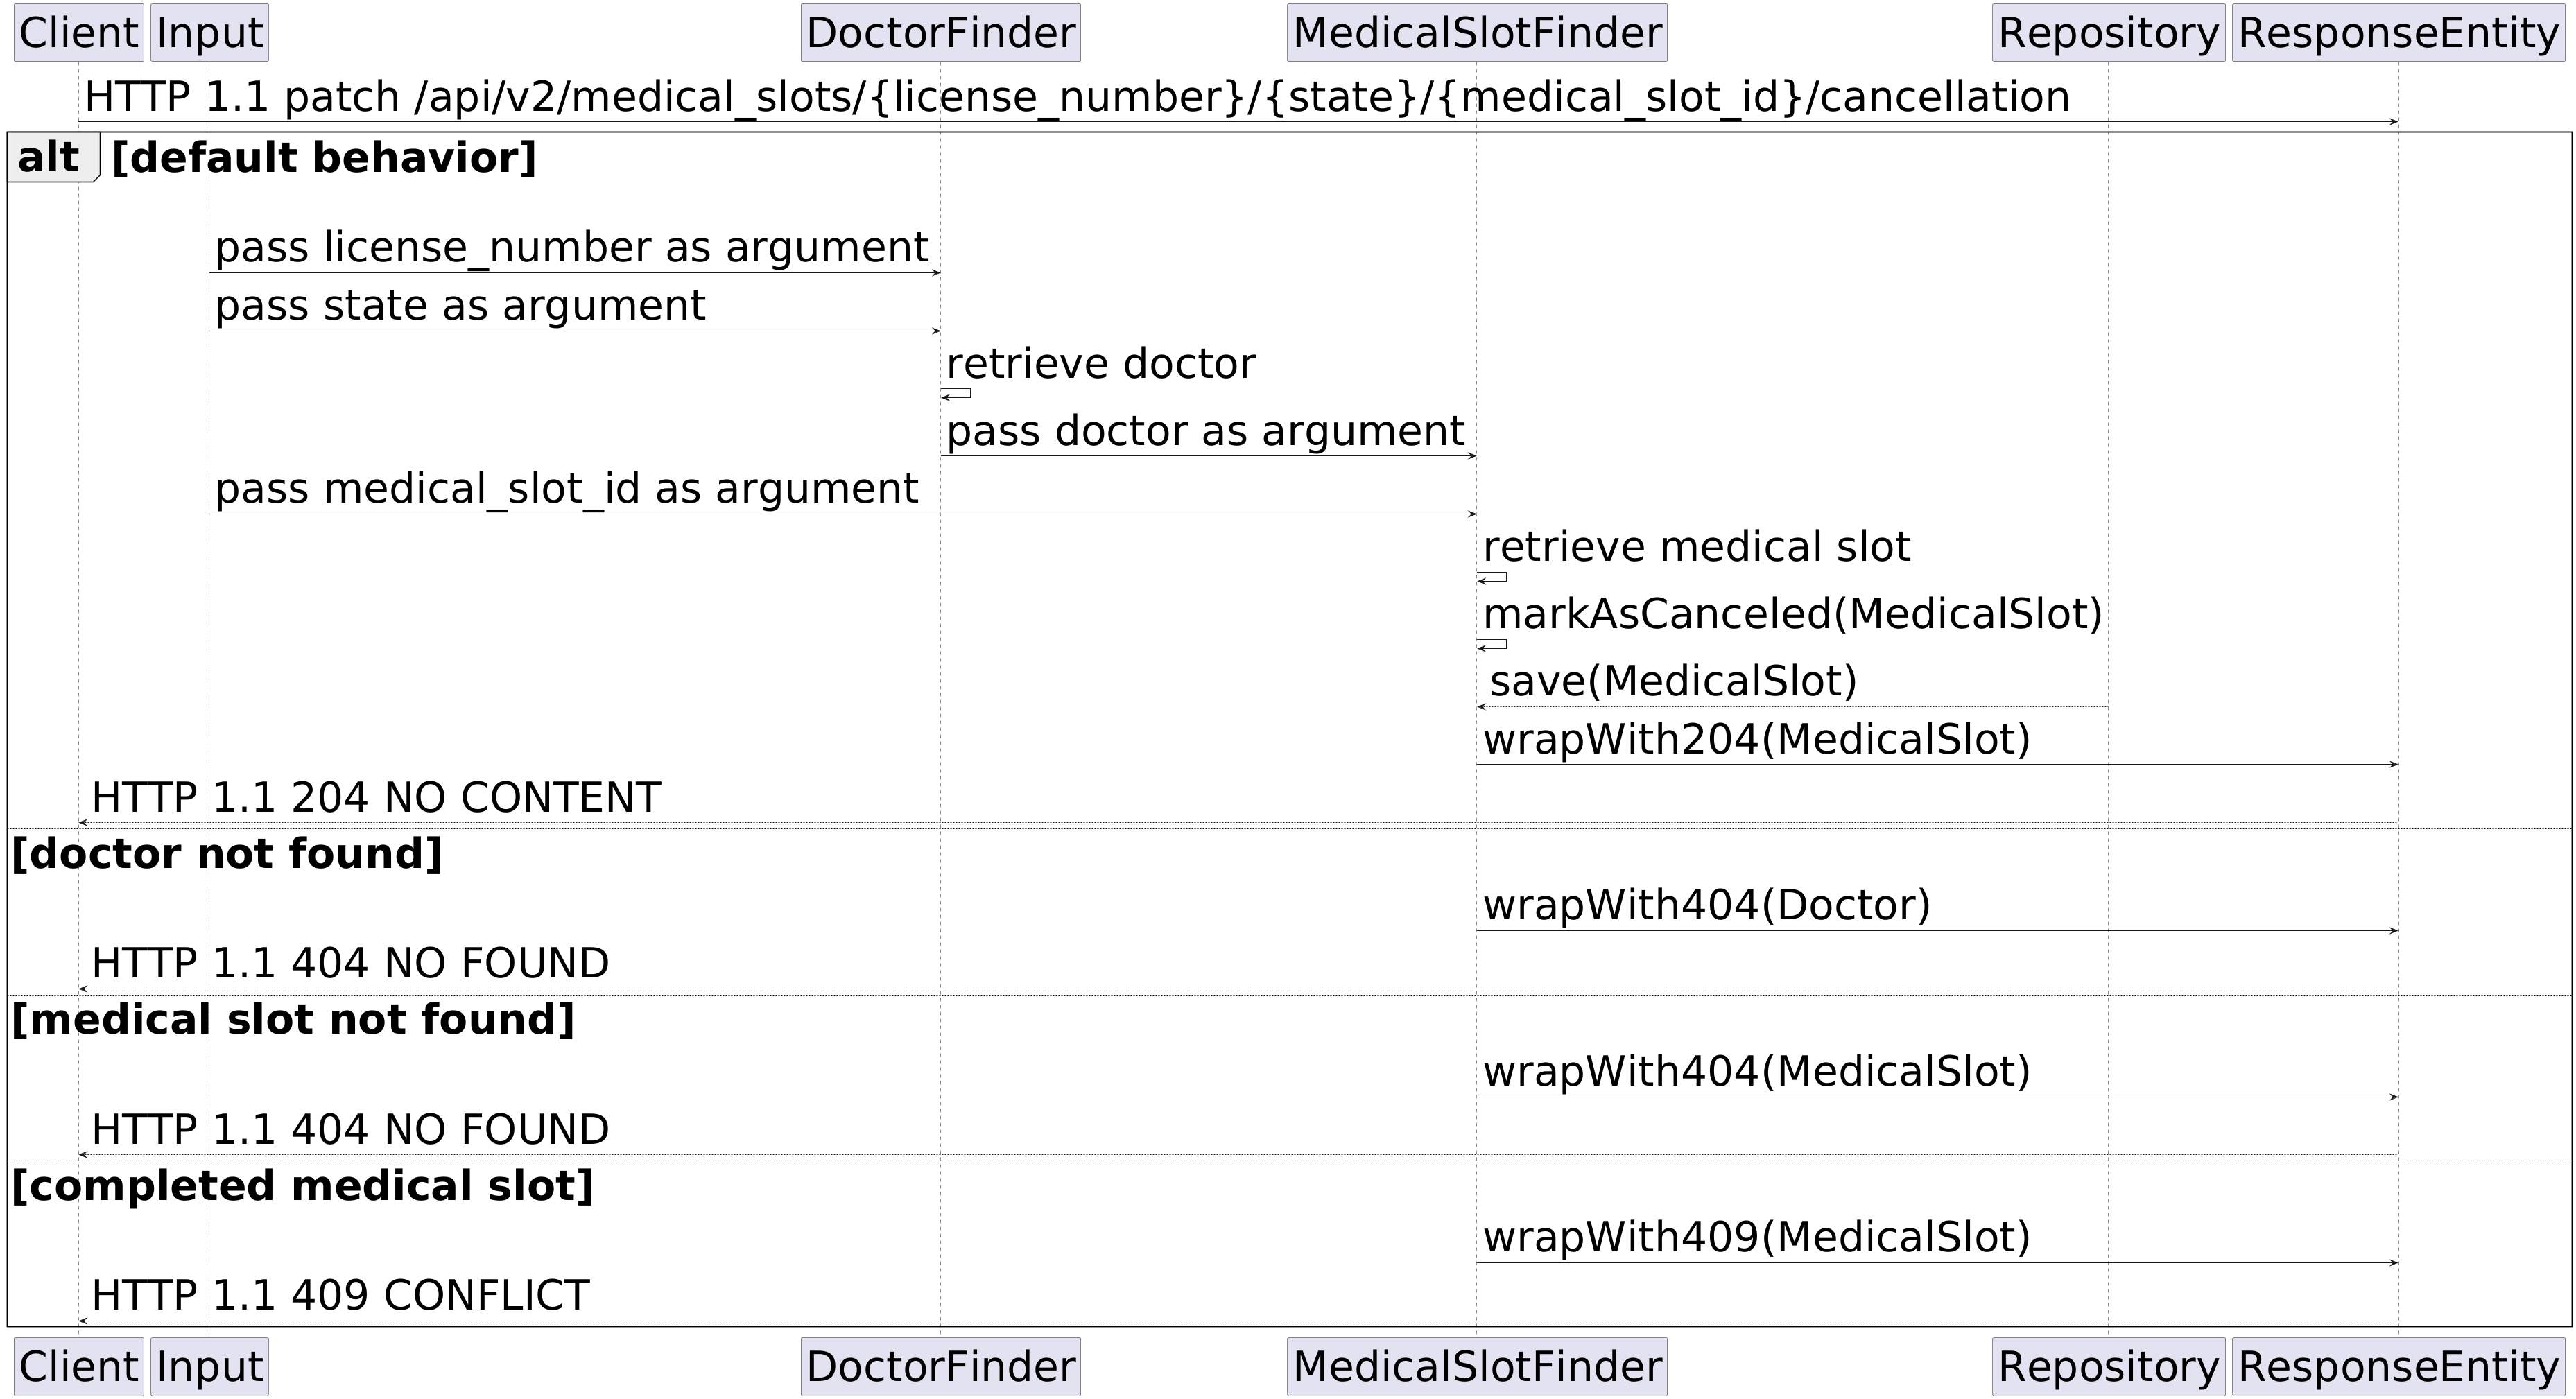 Client Input DoctorFinder MedicalSlotFinder Repository ResponseEntity
HTTP 1.1 patch /api/v2/medical_slots/{license_number}/{state}/{medical_slot_id}/cancellation
alt [default behavior]
pass license_number as argument
pass state as argument
retrieve doctor
pass doctor as argument
pass medical_slot_id as argument
retrieve medical slot
markAsCanceled(MedicalSlot)
save(MedicalSlot)
wrapWith204(MedicalSlot)
HTTP 1.1 204 NO CONTENT
[doctor not found]
wrapWith404(Doctor)
HTTP 1.1 404 NO FOUND
[medical slot not found]
wrapWith404(MedicalSlot)
HTTP 1.1 404 NO FOUND
[completed medical slot]
wrapWith409(MedicalSlot)
HTTP 1.1 409 CONFLICT
Client Input DoctorFinder MedicalSlotFinder Repository ResponseEntity